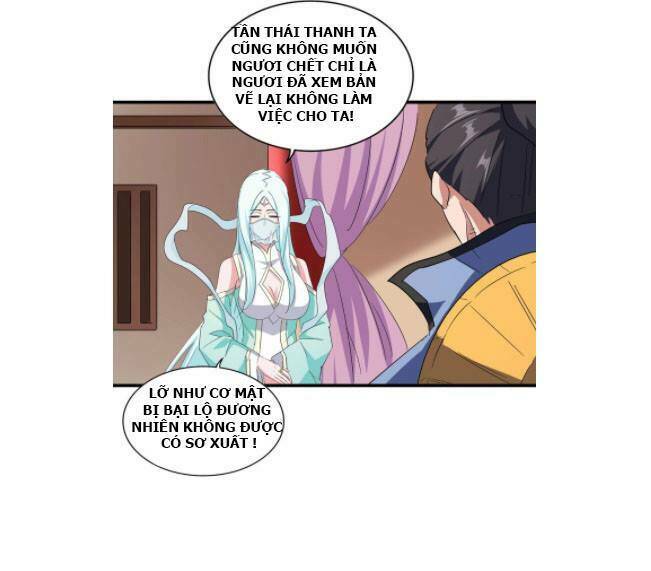 TẦN THÁI THANH TA
CŨNG KHÔNG MUỐN
NGƯƠI CHẾT CHỈ LÀ
NGƯƠI ĐÃ XEM BẢN
VẼ LẠI KHÔNG LÀM
VIỆC CHO TA!
LỠ NHƯ CƠ MẬT
BỊ BẠI LỘ ĐƯƠNG
NHIÊN KHÔNG ĐƯỢC
CÓ SƠ XUẤT !